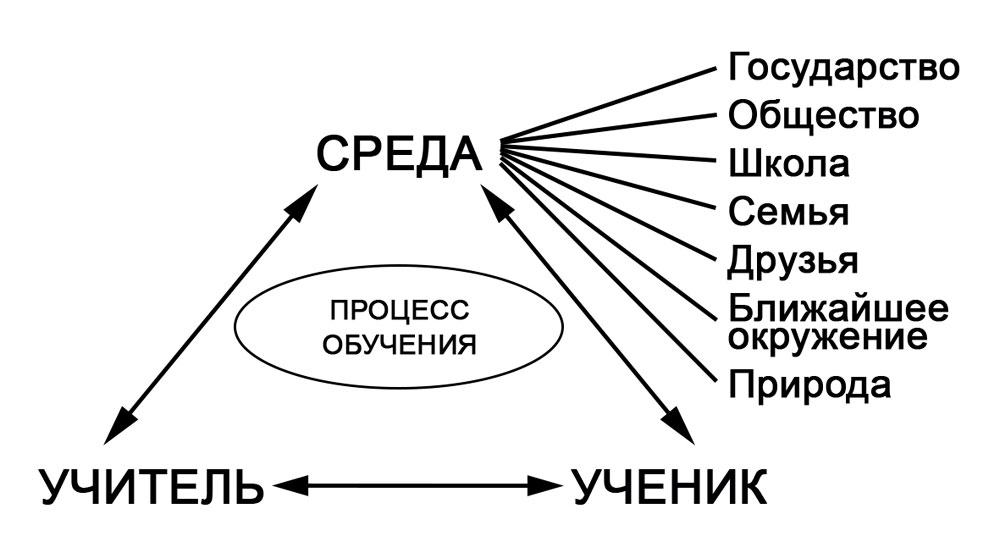 СРЕДА
Государство
Общество
Школа
Семья
Друзья
Ближайшее
окружение
Природа
ПРОЦЕСС
ОБУЧЕНИЯ
УЧИТЕЛЬ
УЧЕНИК